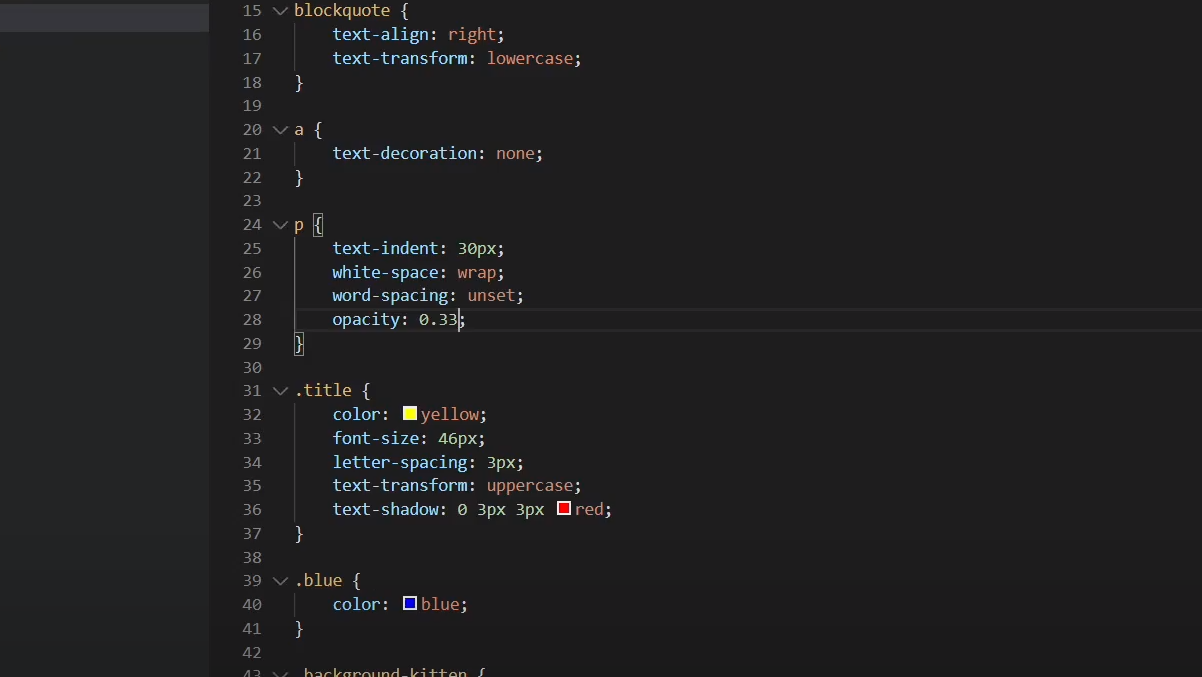 15 blockquote {
16 text-align: right;
17 text-transform: lowercase;
18 }
19
20 a {
21 text-decoration: none;
22 }
23
24 p {
25 text-indent: 30px;
26 white-space: wrap;
27 word-spacing: unset;
28 opacity: 0.33;
29 }
30
31 .title {
32 color: yellow;
33 font-size: 46px;
34 letter-spacing: 3px;
35 text-transform: uppercase;
36 text-shadow: 0 3px 3px red;
37 }
38
39 .blue {
40 color: blue;
41 }
42
43 .background-kitten {